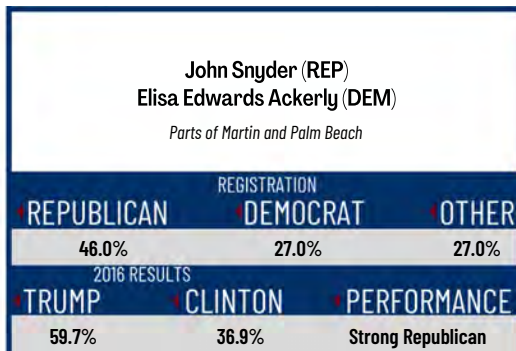 John Snyder (REP)
Elisa Edwards Ackerly (DEM)
Parts of Martin and Palm Beach
REGISTRATION
REPUBLICAN DEMOCRAT OTHER
46.0% 27.0% 27.0%
2016 RESULTS
TRUMP CLINTON PERFORMANCE
59.7% 36.9% Strong Republican